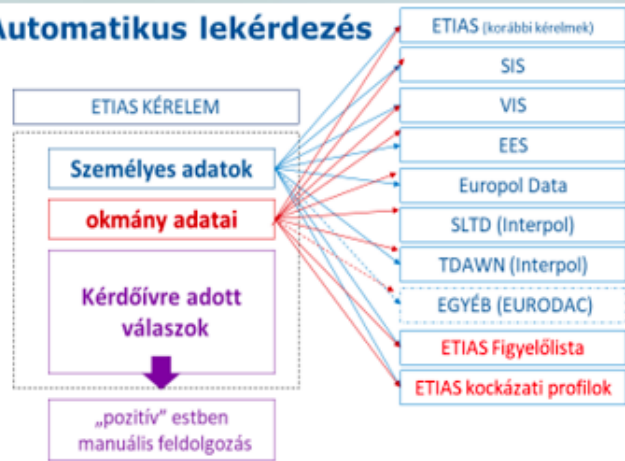 Automatikus lekérdezés
ETIAS KÉRELEM
Személyes adatok
okmány adatai
Kérdőívre adott
válaszok
„pozitív” estben
manuális feldolgozás
ETIAS (korábbi kérelmek)
SIS
VIS
EES
Europol Data
SLTD (Interpol)
TDAWN (Interpol)
EGYÉB (EURODAC)
ETIAS Figyelőlista
ETIAS kockázati profilok